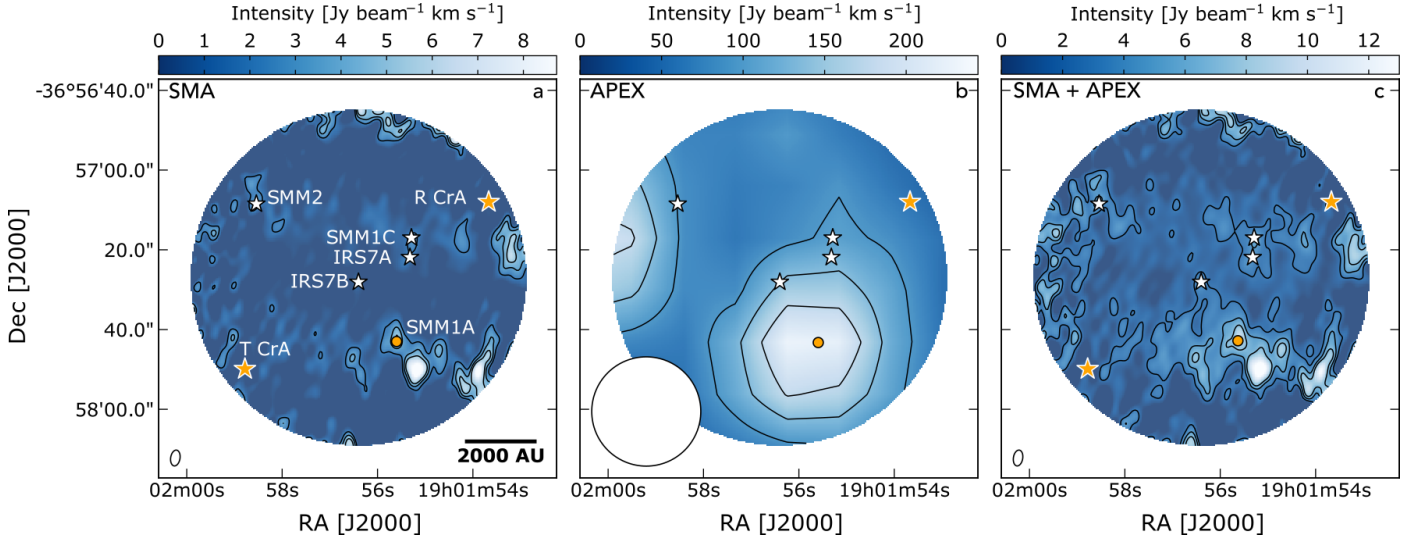 Intensity [Jy beam⁻¹ km s⁻¹]
0 1 2 3 4 5 6 7 8
SMA a
-36°56'40.0"
57'00.0"
20.0"
40.0"
58'00.0"
Dec [J2000]
SMM2
R CrA
SMM1C
IRS7A
IRS7B
SMM1A
T CrA
2000 AU
02m00s 58s 56s 19h01m54s
RA [J2000]
Intensity [Jy beam⁻¹ km s⁻¹]
0 50 100 150 200
APEX b
02m00s 58s 56s 19h01m54s
RA [J2000]
Intensity [Jy beam⁻¹ km s⁻¹]
0 2 4 6 8 10 12
SMA + APEX c
02m00s 58s 56s 19h01m54s
RA [J2000]